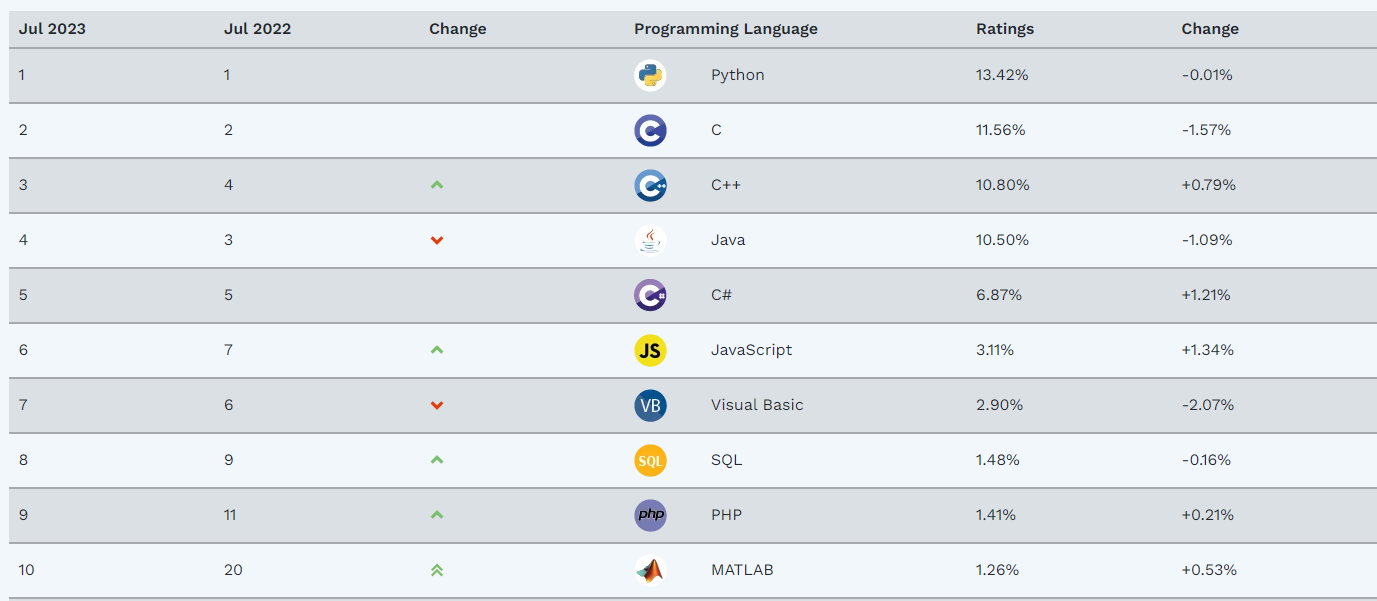 Jul 2023 Jul 2022 Change Programming Language Ratings Change
1 1 Python 13.42% -0.01%
2 2 C C 11.56% -1.57%
3 4 C++ C++ 10.80% +0.79%
4 3 Java 10.50% -1.09%
5 5 C# C# 6.87% +1.21%
6 7 JS JavaScript 3.11% +1.34%
7 6 VB Visual Basic 2.90% -2.07%
8 9 SQL SQL 1.48% -0.16%
9 11 php PHP 1.41% +0.21%
10 20 MATLAB 1.26% +0.53%